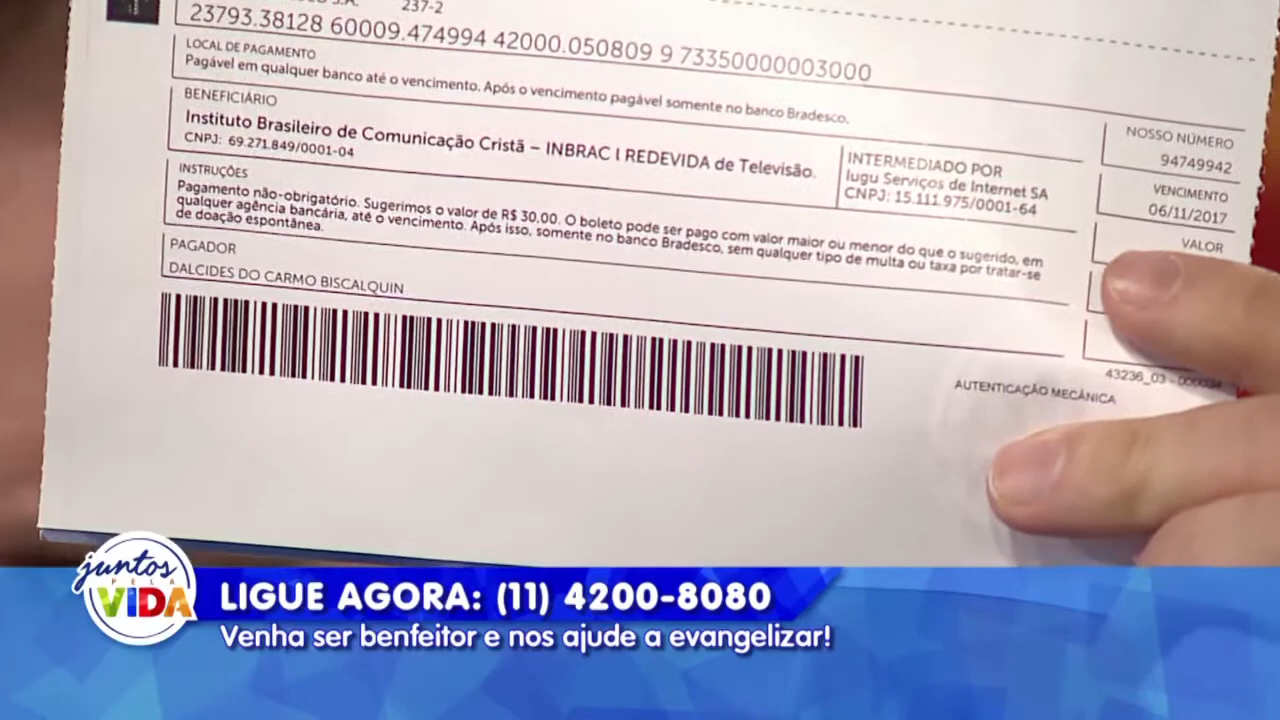 237-2
23793.38128 60009.474994 42000.050809 9 73350000003000
LOCAL DE PAGAMENTO
Pagável em qualquer banco até o vencimento. Após o vencimento pagável somente no banco Bradesco.
BENEFICIÁRIO
Instituto Brasileiro de Comunicação Cristã – INBRAC I REDEVIDA de Televisão.
CNPJ: 69.271.849/0001-04
INTERMEDIADO POR
Iugu Serviços de Internet SA
CNPJ: 15.111.975/0001-64
NOSSO NÚMERO
94749942
VENCIMENTO
06/11/2017
VALOR
INSTRUÇÕES
Pagamento não-obrigatório. Sugerimos o valor de R$ 30,00. O boleto pode ser pago com valor maior ou menor do que o sugerido, em
qualquer agência bancária, até o vencimento. Após isso, somente no banco Bradesco, sem qualquer tipo de multa ou taxa por tratar-se
de doação espontânea.
PAGADOR
DALCIDES DO CARMO BISCALQUIN
43236_03
AUTENTICAÇÃO MECÂNICA
juntos
PELA
VIDA
LIGUE AGORA: (11) 4200-8080
Venha ser benfeitor e nos ajude a evangelizar!